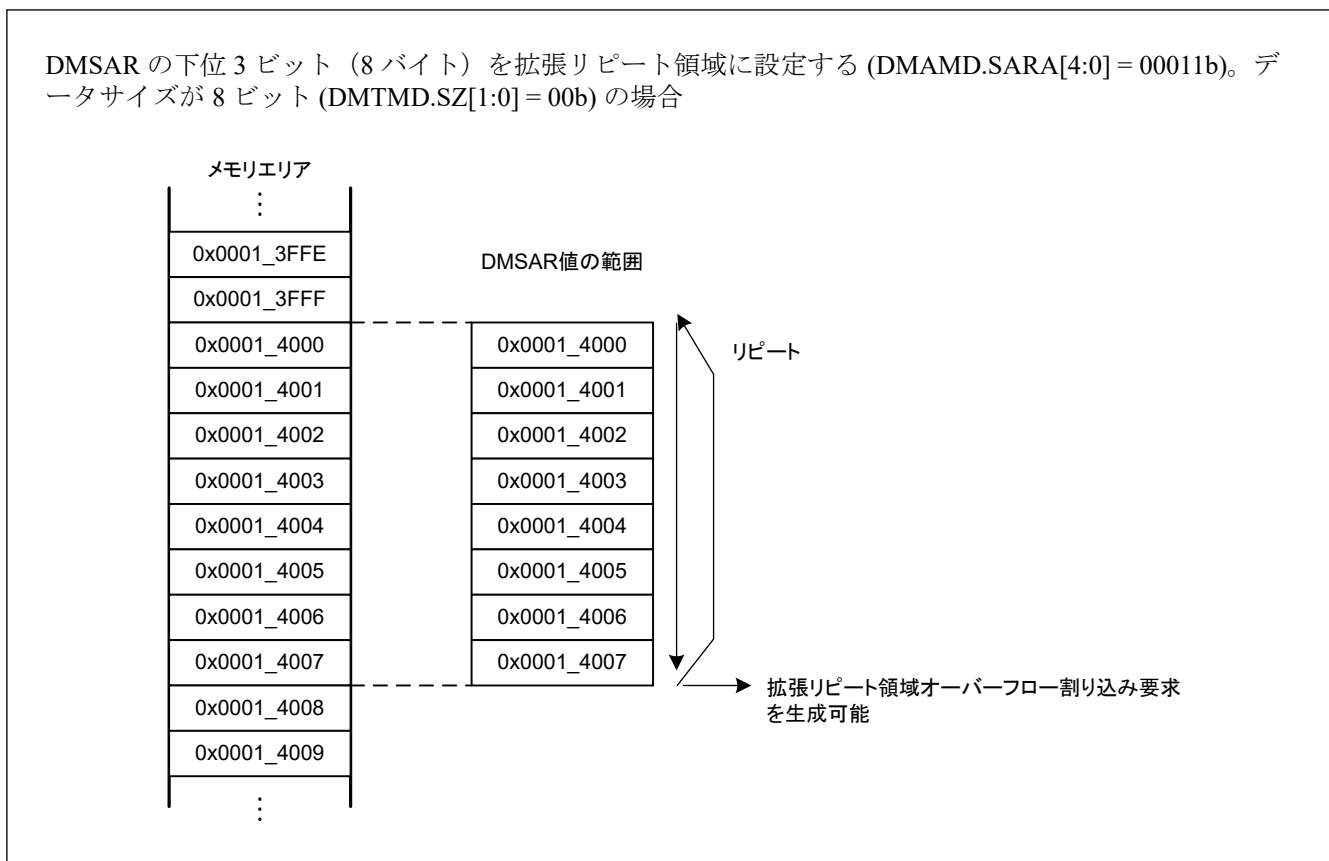 DMSAR の下位 3 ビット（8 バイト）を拡張リピート領域に設定する (DMAMD.SARA[4:0] = 00011b)。デ
ータサイズが 8 ビット (DMTMD.SZ[1:0] = 00b) の場合
メモリエリア
⋮
0x0001_3FFE
0x0001_3FFF
0x0001_4000
0x0001_4001
0x0001_4002
0x0001_4003
0x0001_4004
0x0001_4005
0x0001_4006
0x0001_4007
0x0001_4008
0x0001_4009
⋮
DMSAR値の範囲
0x0001_4000
0x0001_4001
0x0001_4002
0x0001_4003
0x0001_4004
0x0001_4005
0x0001_4006
0x0001_4007
リピート
拡張リピート領域オーバーフロー割り込み要求
を生成可能